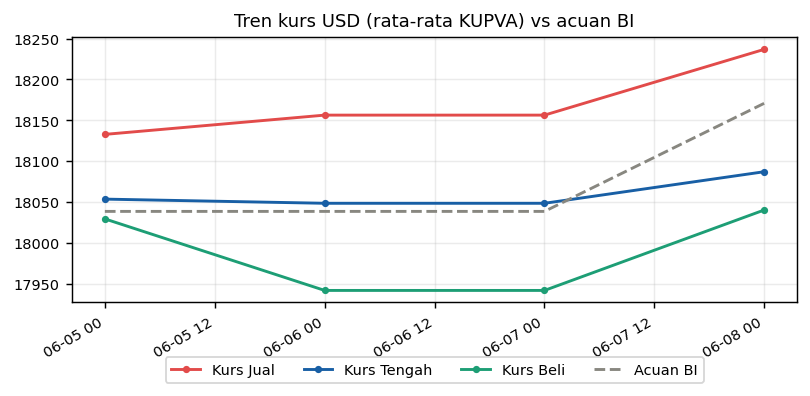 Tren kurs USD (rata-rata KUPVA) vs acuan BI
18250
18200
18150
18100
18050
18000
17950
06-05 00
06-05 12
06-06 00
06-06 12
06-07 00
06-07 12
06-08 00
Kurs Jual
Kurs Tengah
Kurs Beli
Acuan BI